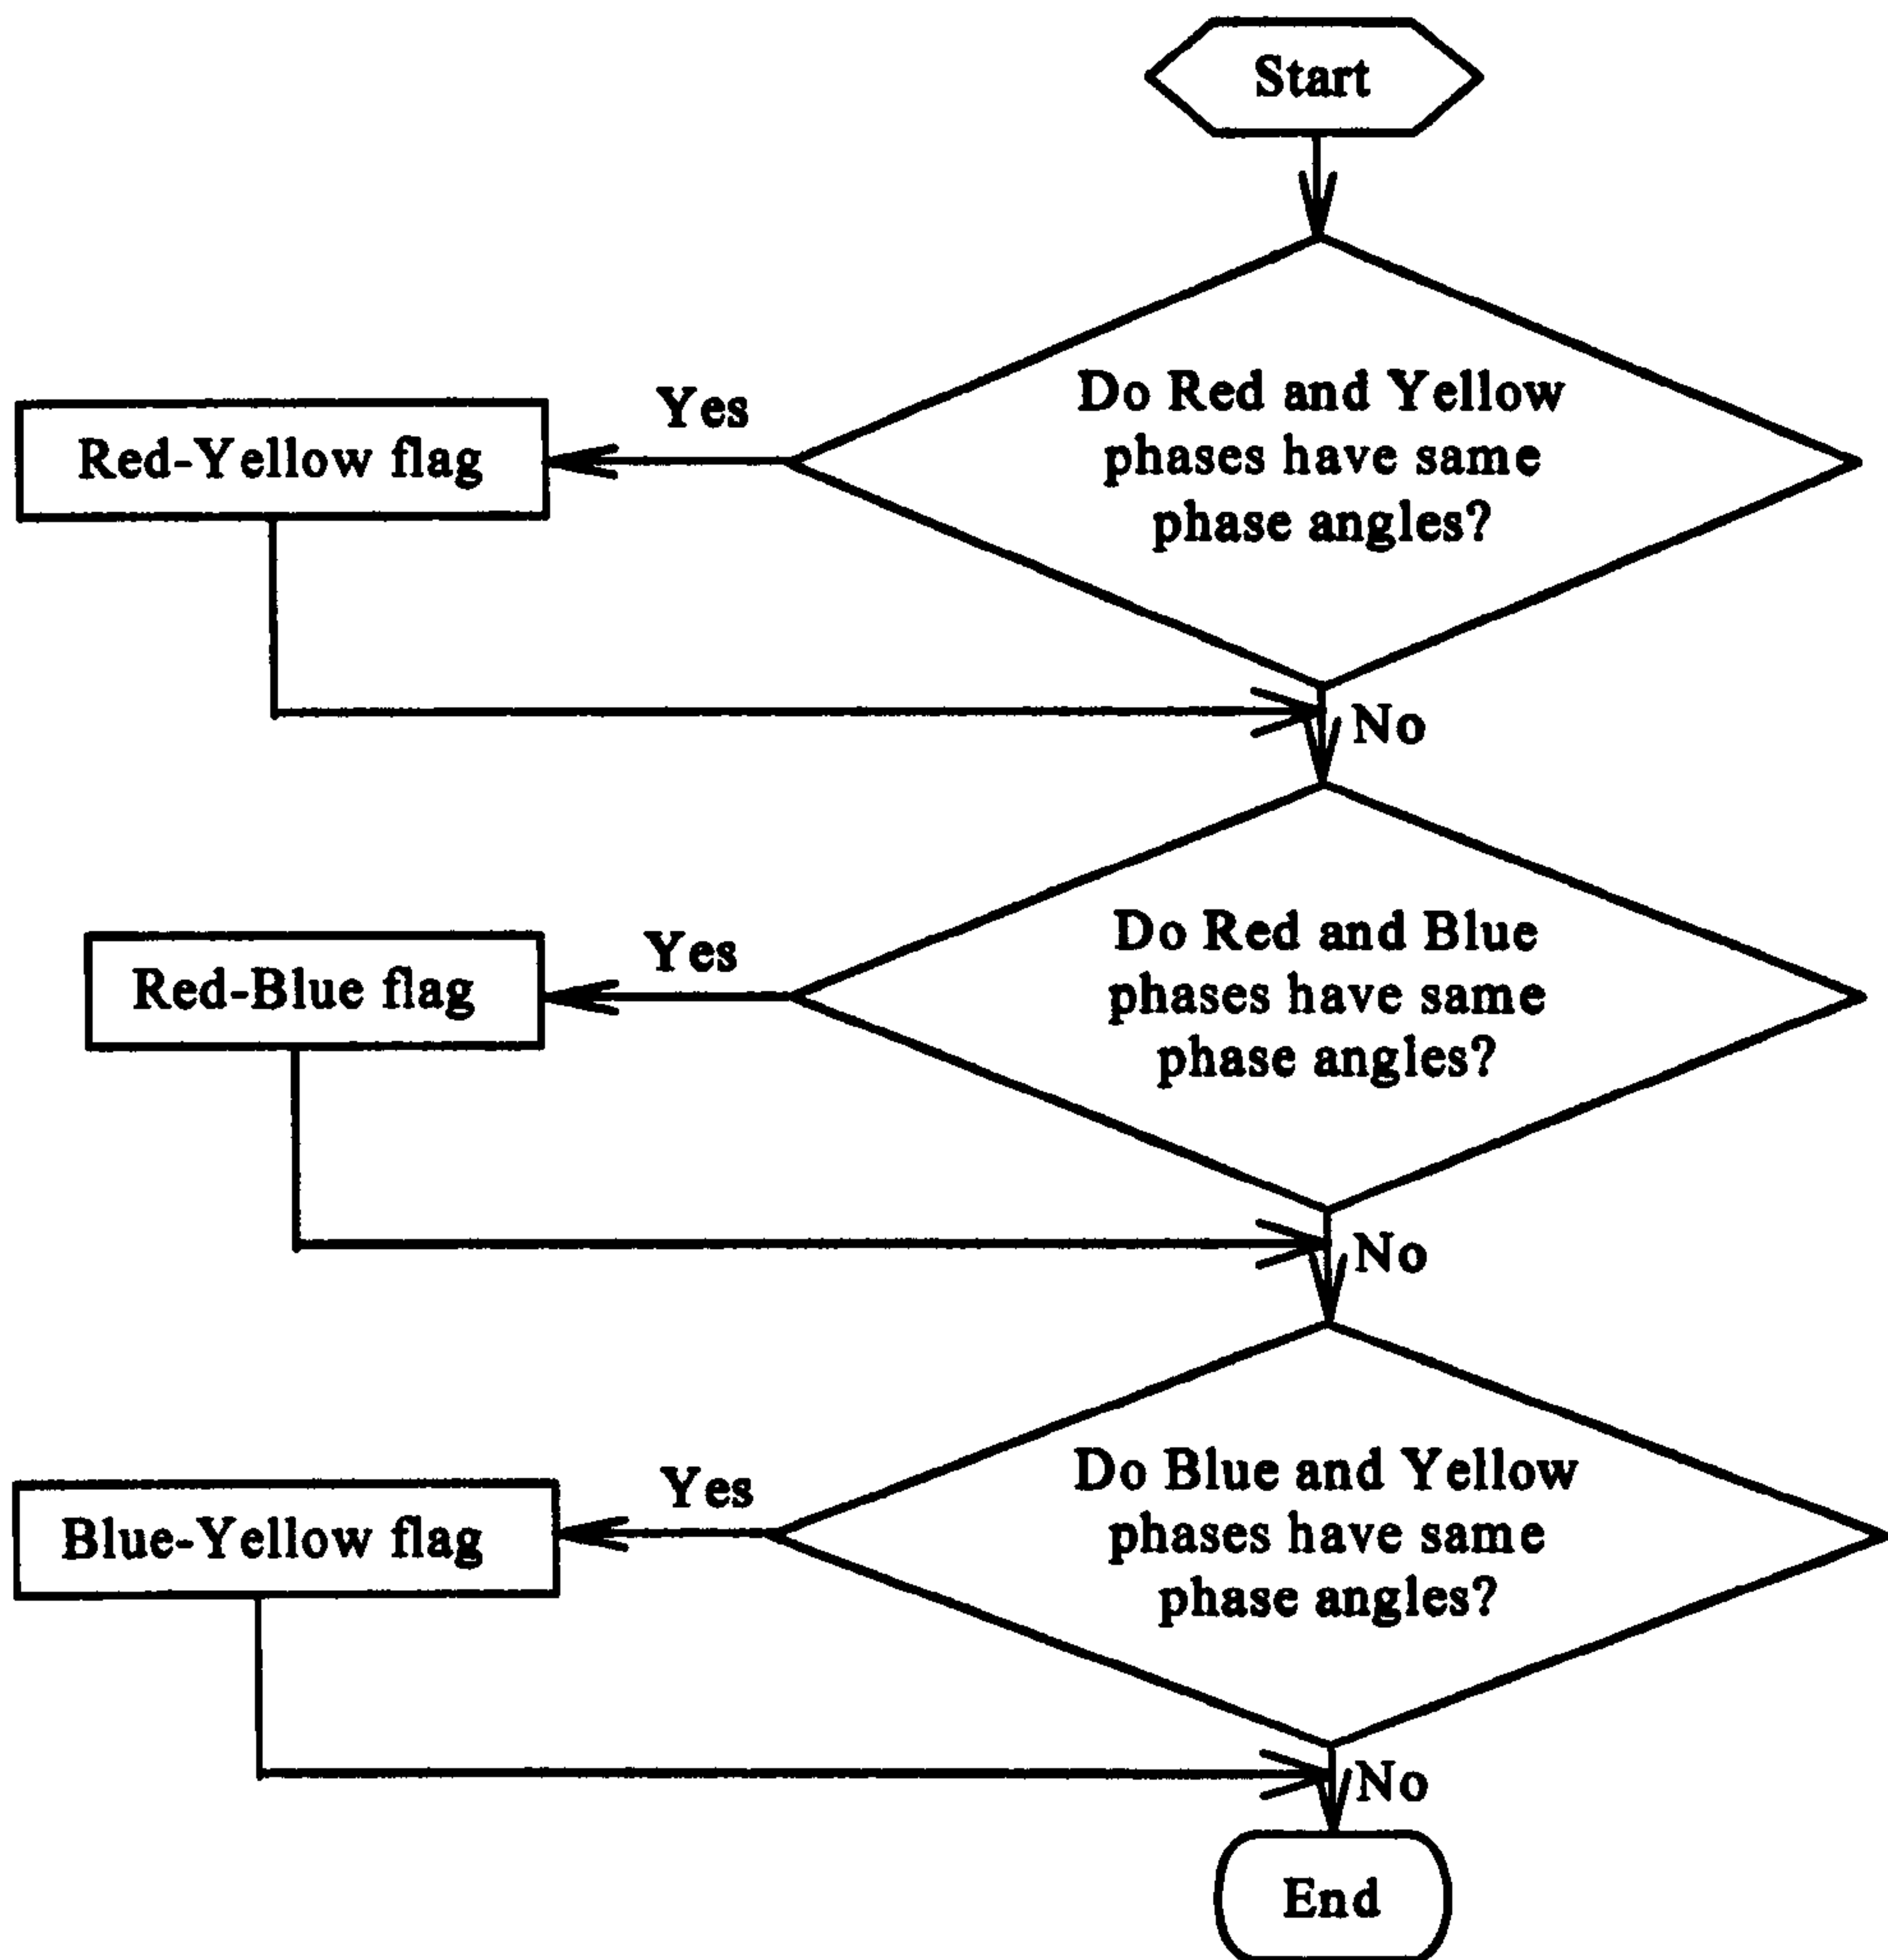 Start
Do Red and Yellow
phases have same
phase angles?
Yes
Red-Yellow flag
No
Do Red and Blue
phases have same
phase angles?
Yes
Red-Blue flag
No
Do Blue and Yellow
phases have same
phase angles?
Yes
Blue-Yellow flag
No
End